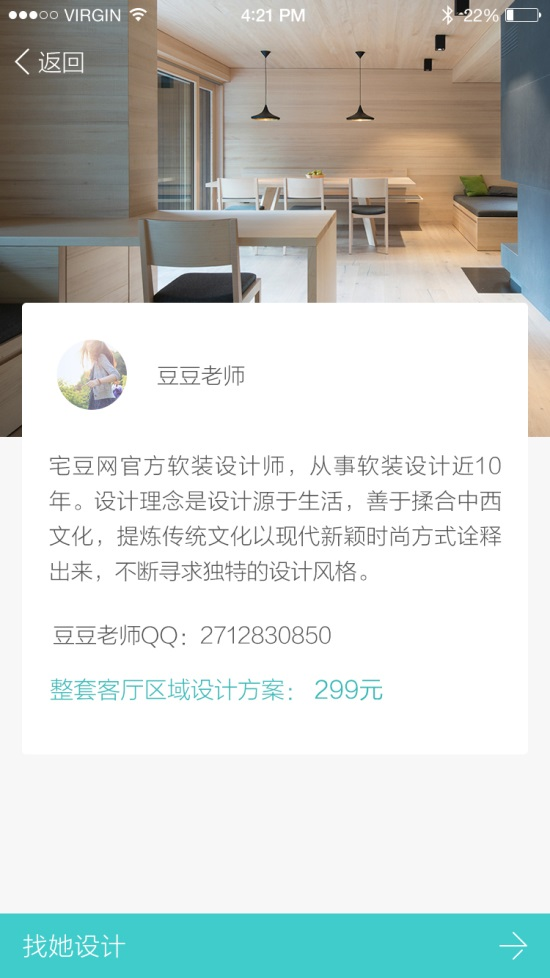 VIRGIN 4:21 PM 22%
返回
豆豆老师
宅豆网官方软装设计师，从事软装设计近10
年。设计理念是设计源于生活，善于揉合中西
文化，提炼传统文化以现代新颖时尚方式诠释
出来，不断寻求独特的设计风格。
豆豆老师QQ：2712830850
整套客厅区域设计方案： 299元
找她设计